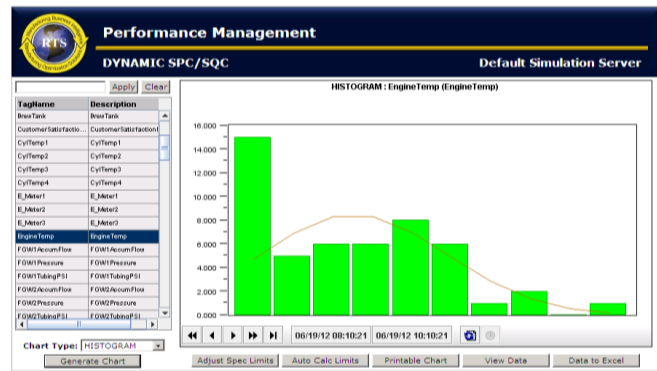 RTS
Performance Management
DYNAMIC SPC/SQC
Default Simulation Server
Apply
Clear
TagName Description
BrewTank BrewTank
CustomerSatisfactio... CustomerSatisfactionI
CylTemp1 CylTemp1
CylTemp2 CylTemp2
CylTemp3 CylTemp3
CylTemp4 CylTemp4
E_Meter1 E_Meter1
E_Meter2 E_Meter2
E_Meter3 E_Meter3
EngineTemp EngineTemp
FGW1AccumFlow FGW1AccumFlow
FGW1Pressure FGW1Pressure
FGW1TubingPSI FGW1TubingPSI
FGW2AccumFlow FGW2AccumFlow
FGW2Pressure FGW2Pressure
FGW2TubingPSI FGW2TubingPSI
Chart Type: HISTOGRAM
Generate Chart
HISTOGRAM : EngineTemp (EngineTemp)
16.000
14.000
12.000
10.000
8.000
6.000
4.000
2.000
0.000
06/19/12 08:10:21 06/19/12 10:10:21
Adjust Spec Limits Auto Calc Limits Printable Chart View Data Data to Excel